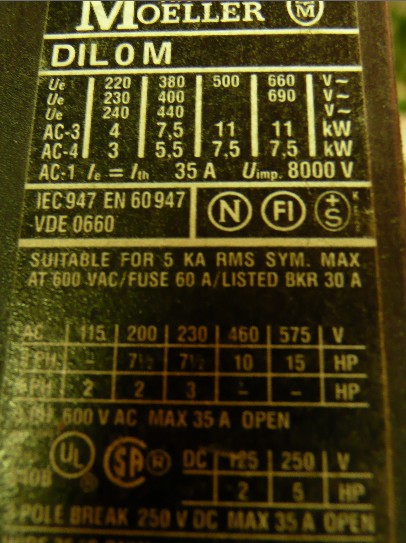 MOELLER M
DIL 0 M
Ue 220 380 500 660 V~
Ue 230 400 690 V~
Ue 240 440 V~
AC-3 4 7,5 11 11 kW
AC-4 3 5,5 7,5 7,5 kW
AC-1 Ie = Ith 35 A Uimp. 8000 V
IEC 947 EN 60 947
VDE 0660
N FI +S
SUITABLE FOR 5 KA RMS SYM. MAX
AT 600 VAC/FUSE 60 A/LISTED BKR 30 A
AC 115 200 230 460 575 V
PH - 7½ 7½ 10 15 HP
PH 2 2 3 - - HP
600 V AC MAX 35 A OPEN
UL ® SA ® DC 125 250 V
2 5 HP
POLE BREAK 250 V DC MAX 35 A OPEN